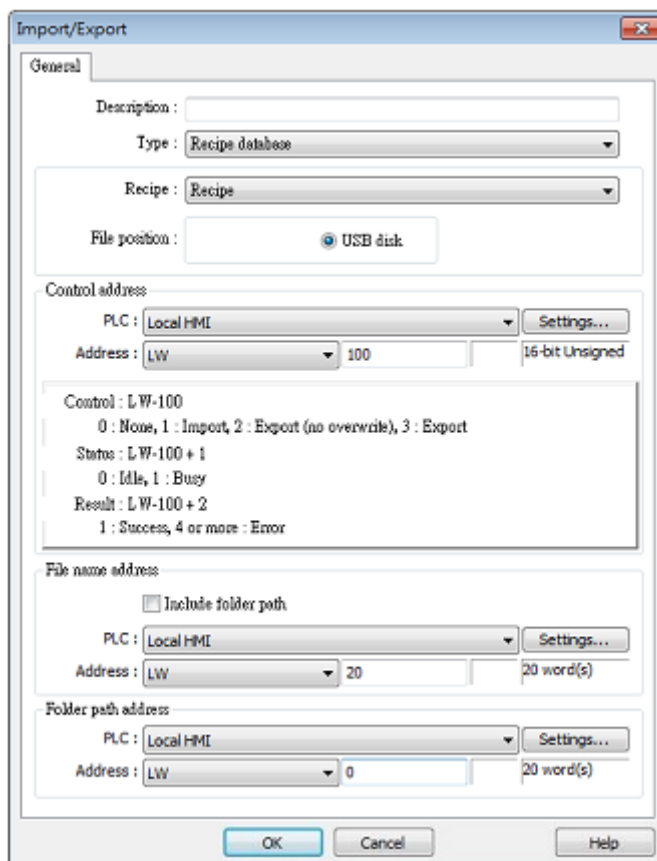 Import/Export
General
Description :
Type : Recipe database
Recipe : Recipe
File position : USB disk
Control address
PLC : Local HMI Settings...
Address : LW 100 16-bit Unsigned
Control : LW-100
0 : None, 1 : Import, 2 : Export (no overwrite), 3 : Export
Status : LW-100 + 1
0 : Idle, 1 : Busy
Result : LW-100 + 2
1 : Success, 4 or more : Error
File name address
Include folder path
PLC : Local HMI Settings...
Address : LW 20 20 word(s)
Folder path address
PLC : Local HMI Settings...
Address : LW 0 20 word(s)
OK Cancel Help